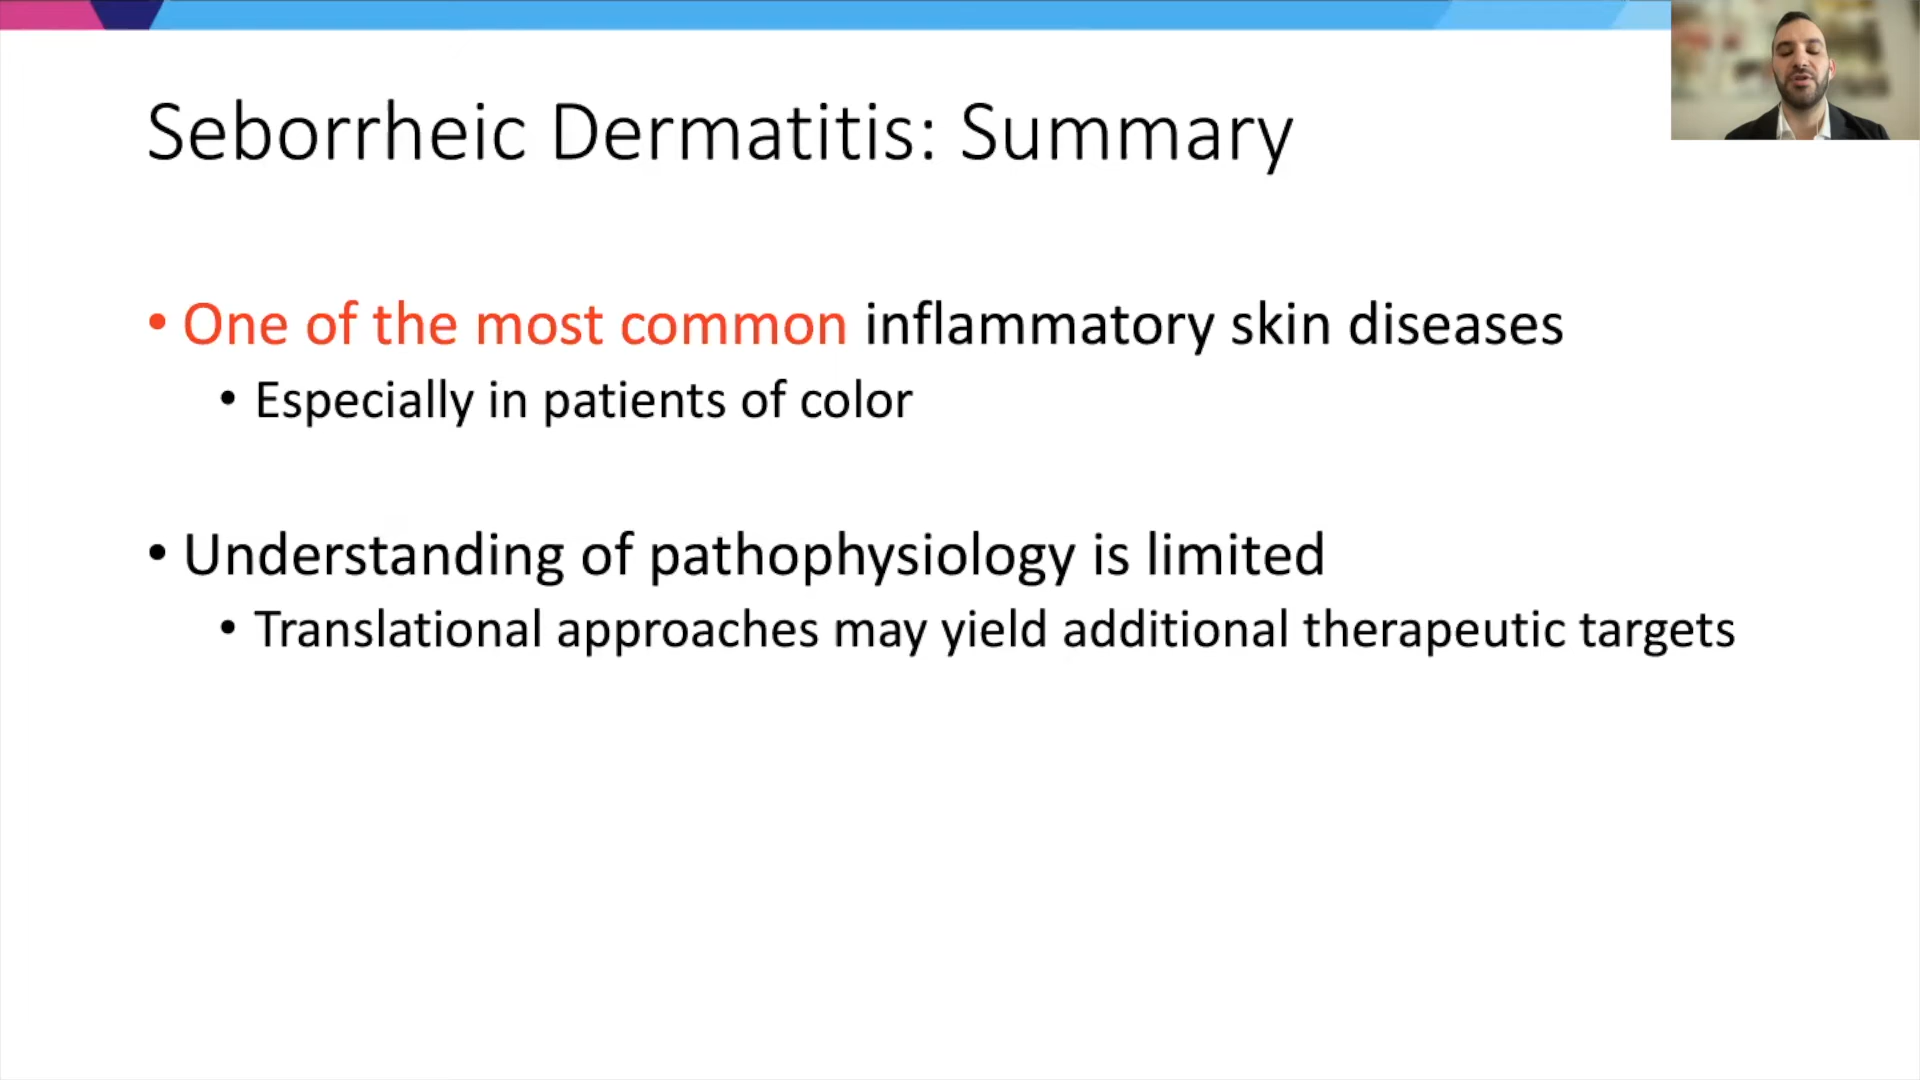 Seborrheic Dermatitis: Summary
• One of the most common inflammatory skin diseases
• Especially in patients of color
• Understanding of pathophysiology is limited
• Translational approaches may yield additional therapeutic targets